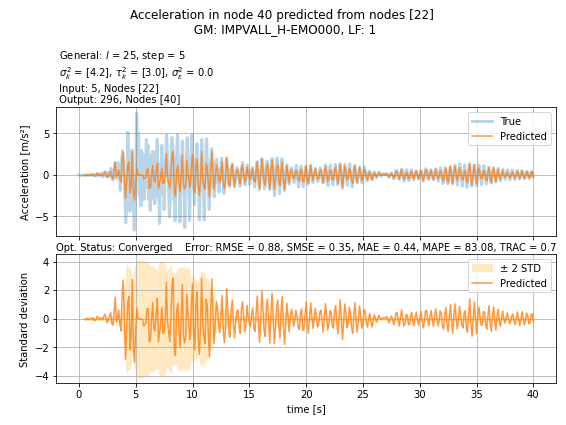 Acceleration in node 40 predicted from nodes [22]
GM: IMPVALL_H-EMO000, LF: 1
General: l = 25, step = 5
σ²ₖ = [4.2], τ²ₖ = [3.0], σ²ε = 0.0
Input: 5, Nodes [22]
Output: 296, Nodes [40]
True
Predicted
5
0
−5
Acceleration [m/s²]
Opt. Status: Converged Error: RMSE = 0.88, SMSE = 0.35, MAE = 0.44, MAPE = 83.08, TRAC = 0.7
± 2 STD
Predicted
4
2
0
−2
−4
Standard deviation
0 5 10 15 20 25 30 35 40
time [s]